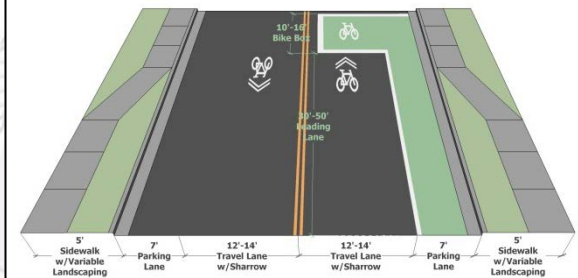 10'-16'
Bike Box
30'-50'
Leading
Lane
5'
Sidewalk
w/Variable
Landscaping
7'
Parking
Lane
12'-14'
Travel Lane
w/Sharrow
12'-14'
Travel Lane
w/Sharrow
7'
Parking
Lane
5'
Sidewalk
w/Variable
Landscaping